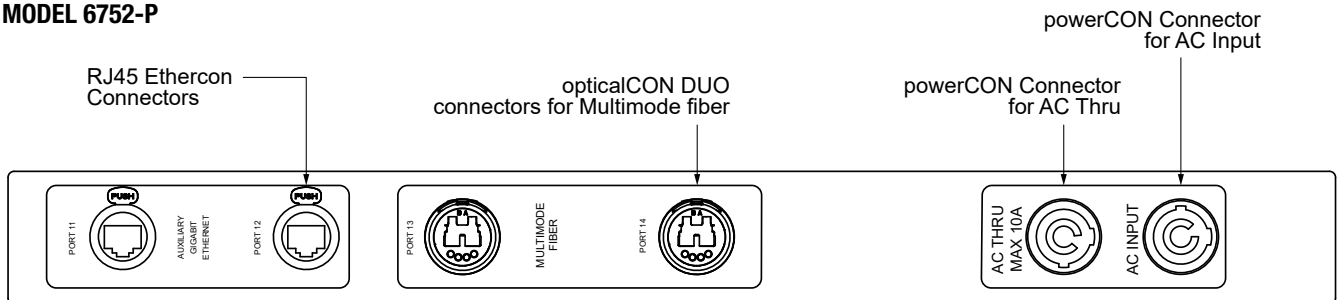 MODEL 6752-P
powerCON Connector
for AC Input
RJ45 Ethercon
Connectors
opticalCON DUO
connectors for Multimode fiber
powerCON Connector
for AC Thru
PUSH
PORT 11
AUXILIARY
GIGABIT
ETHERNET
PUSH
PORT 12
PORT 13
B A
MULTIMODE
FIBER
PORT 14
B A
AC THRU
MAX 10A
AC INPUT